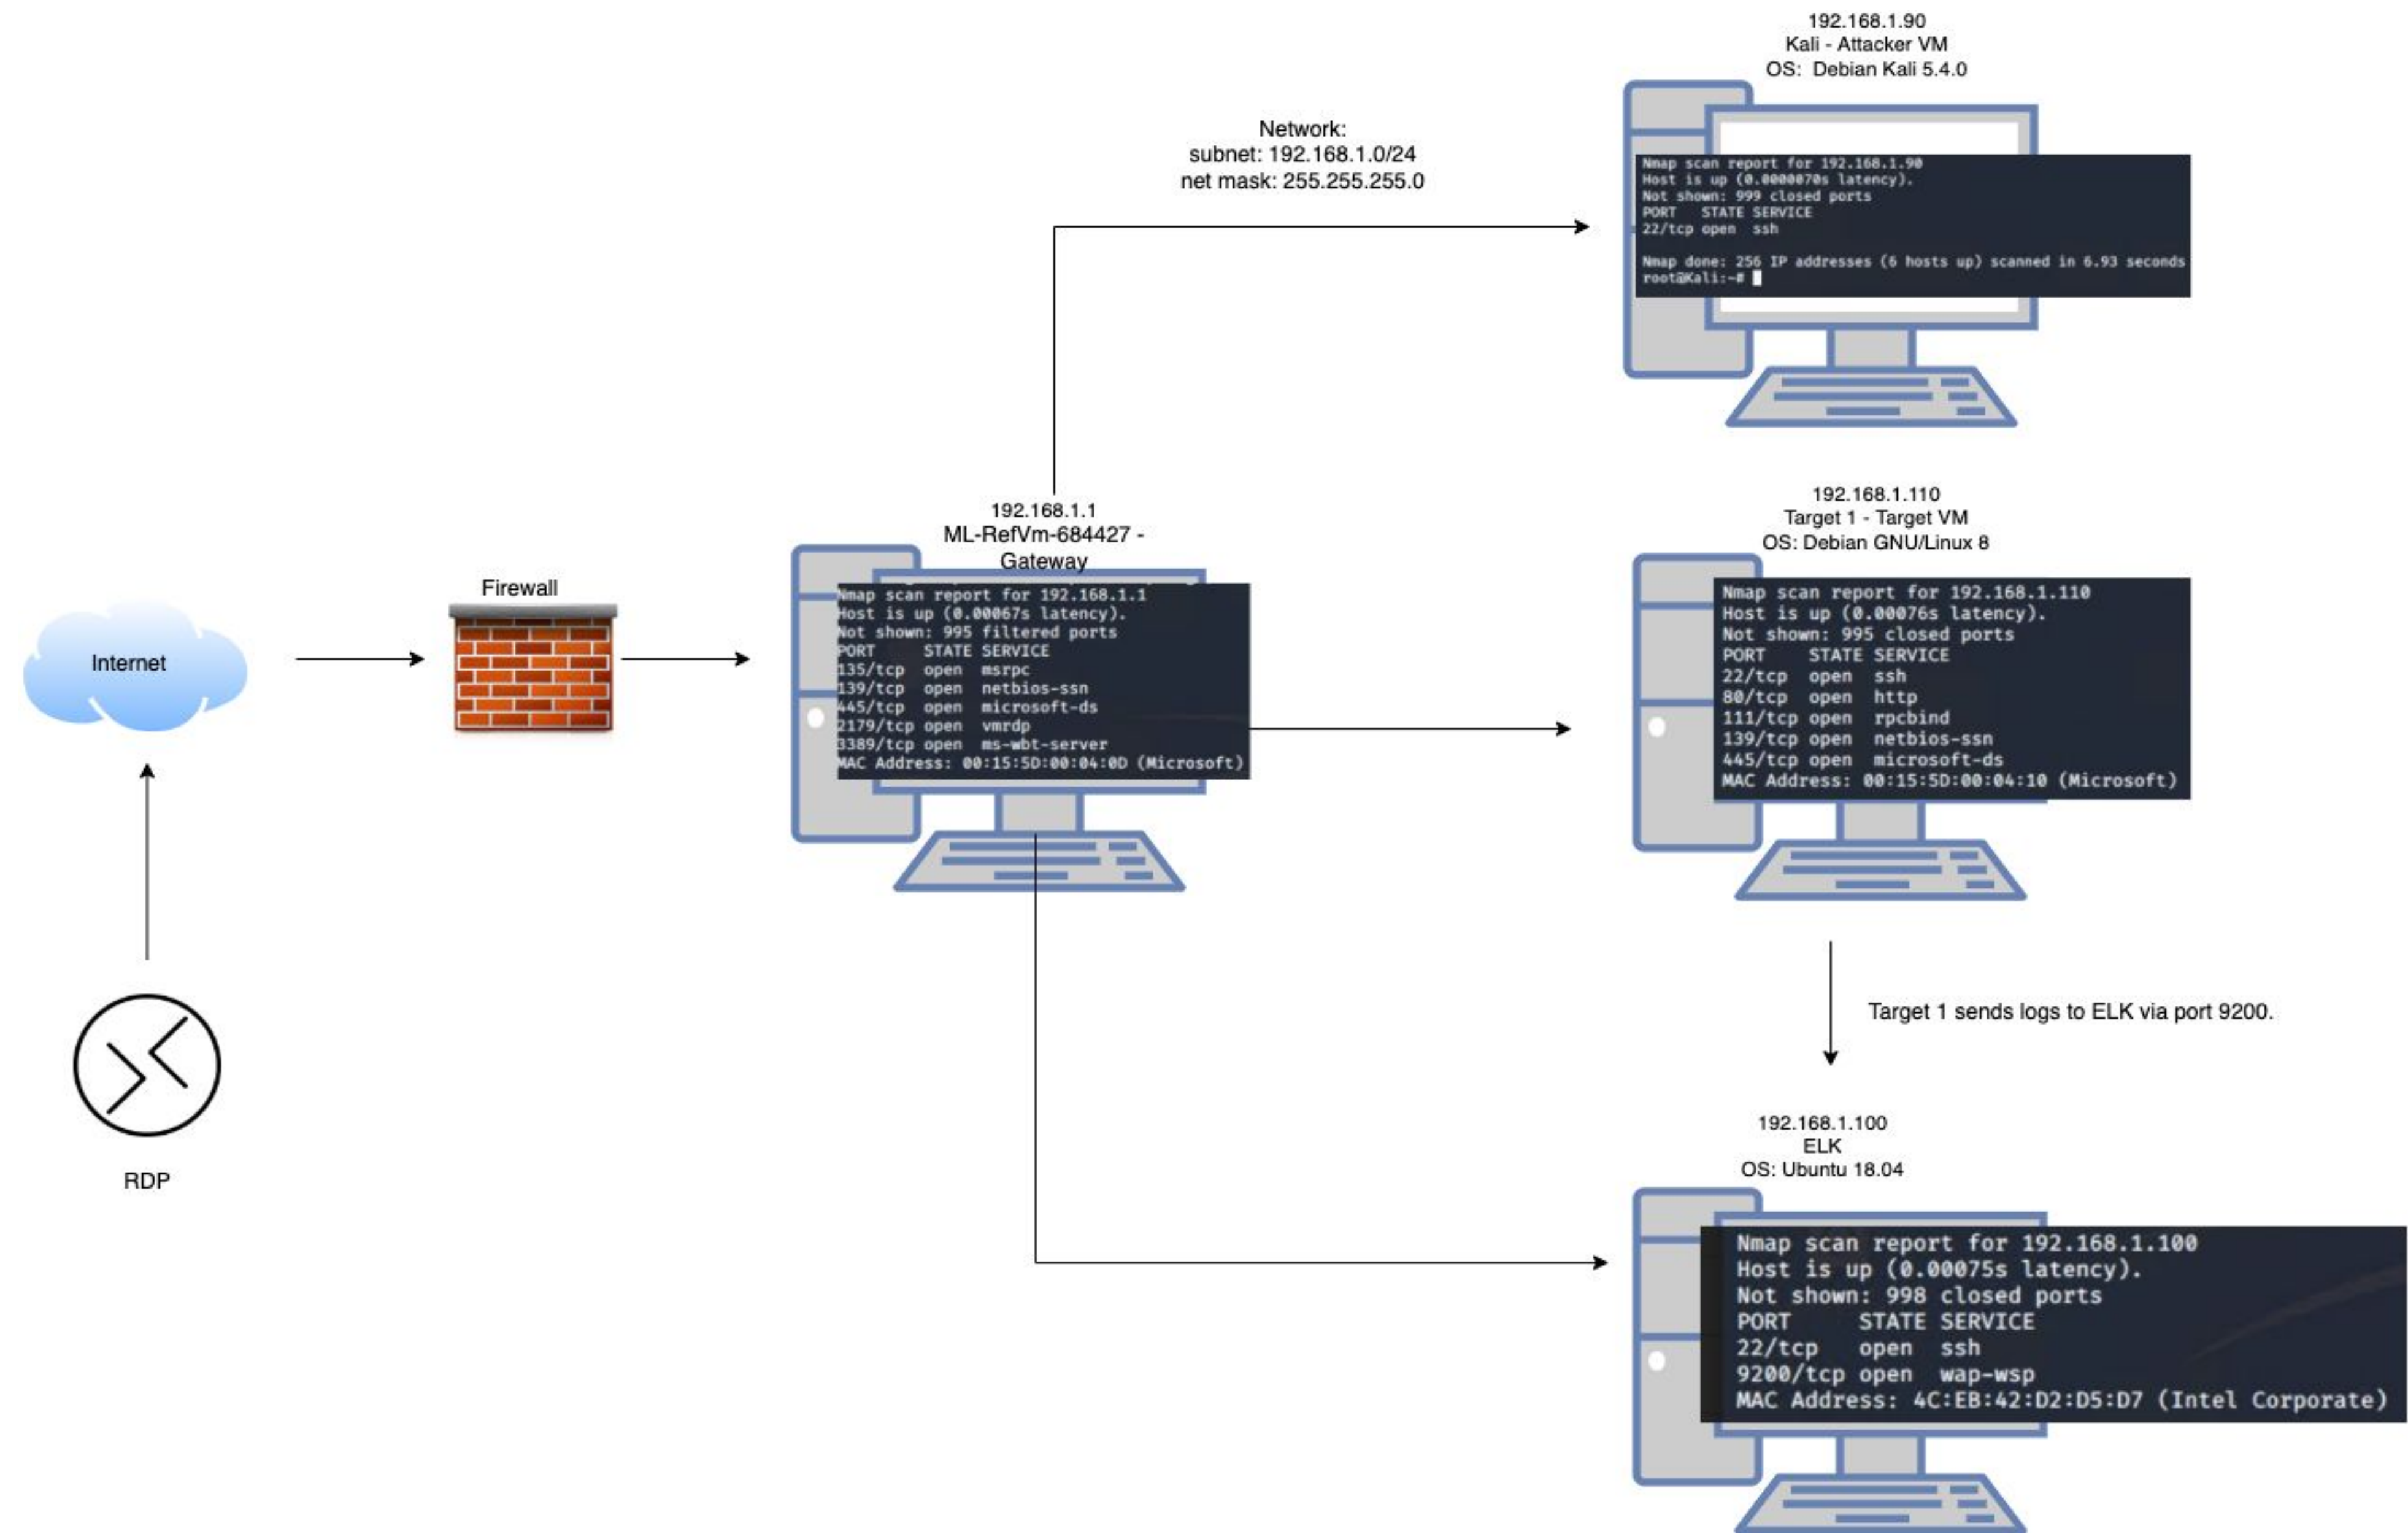 192.168.1.90
Kali - Attacker VM
OS: Debian Kali 5.4.0
Network:
subnet: 192.168.1.0/24
net mask: 255.255.255.0
Nmap scan report for 192.168.1.90
Host is up (0.0000070s latency).
Not shown: 999 closed ports
PORT STATE SERVICE
22/tcp open ssh
Nmap done: 256 IP addresses (6 hosts up) scanned in 6.93 seconds
root@Kali:~#
192.168.1.1
ML-RefVm-684427 -
Gateway
Nmap scan report for 192.168.1.1
Host is up (0.00067s latency).
Not shown: 995 filtered ports
PORT STATE SERVICE
135/tcp open msrpc
139/tcp open netbios-ssn
445/tcp open microsoft-ds
2179/tcp open vmrdp
3389/tcp open ms-wbt-server
MAC Address: 00:15:5D:00:04:0D (Microsoft)
Firewall
Internet
RDP
192.168.1.110
Target 1 - Target VM
OS: Debian GNU/Linux 8
Nmap scan report for 192.168.1.110
Host is up (0.00076s latency).
Not shown: 995 closed ports
PORT STATE SERVICE
22/tcp open ssh
80/tcp open http
111/tcp open rpcbind
139/tcp open netbios-ssn
445/tcp open microsoft-ds
MAC Address: 00:15:5D:00:04:10 (Microsoft)
Target 1 sends logs to ELK via port 9200.
192.168.1.100
ELK
OS: Ubuntu 18.04
Nmap scan report for 192.168.1.100
Host is up (0.00075s latency).
Not shown: 998 closed ports
PORT STATE SERVICE
22/tcp open ssh
9200/tcp open wap-wsp
MAC Address: 4C:EB:42:D2:D5:D7 (Intel Corporate)